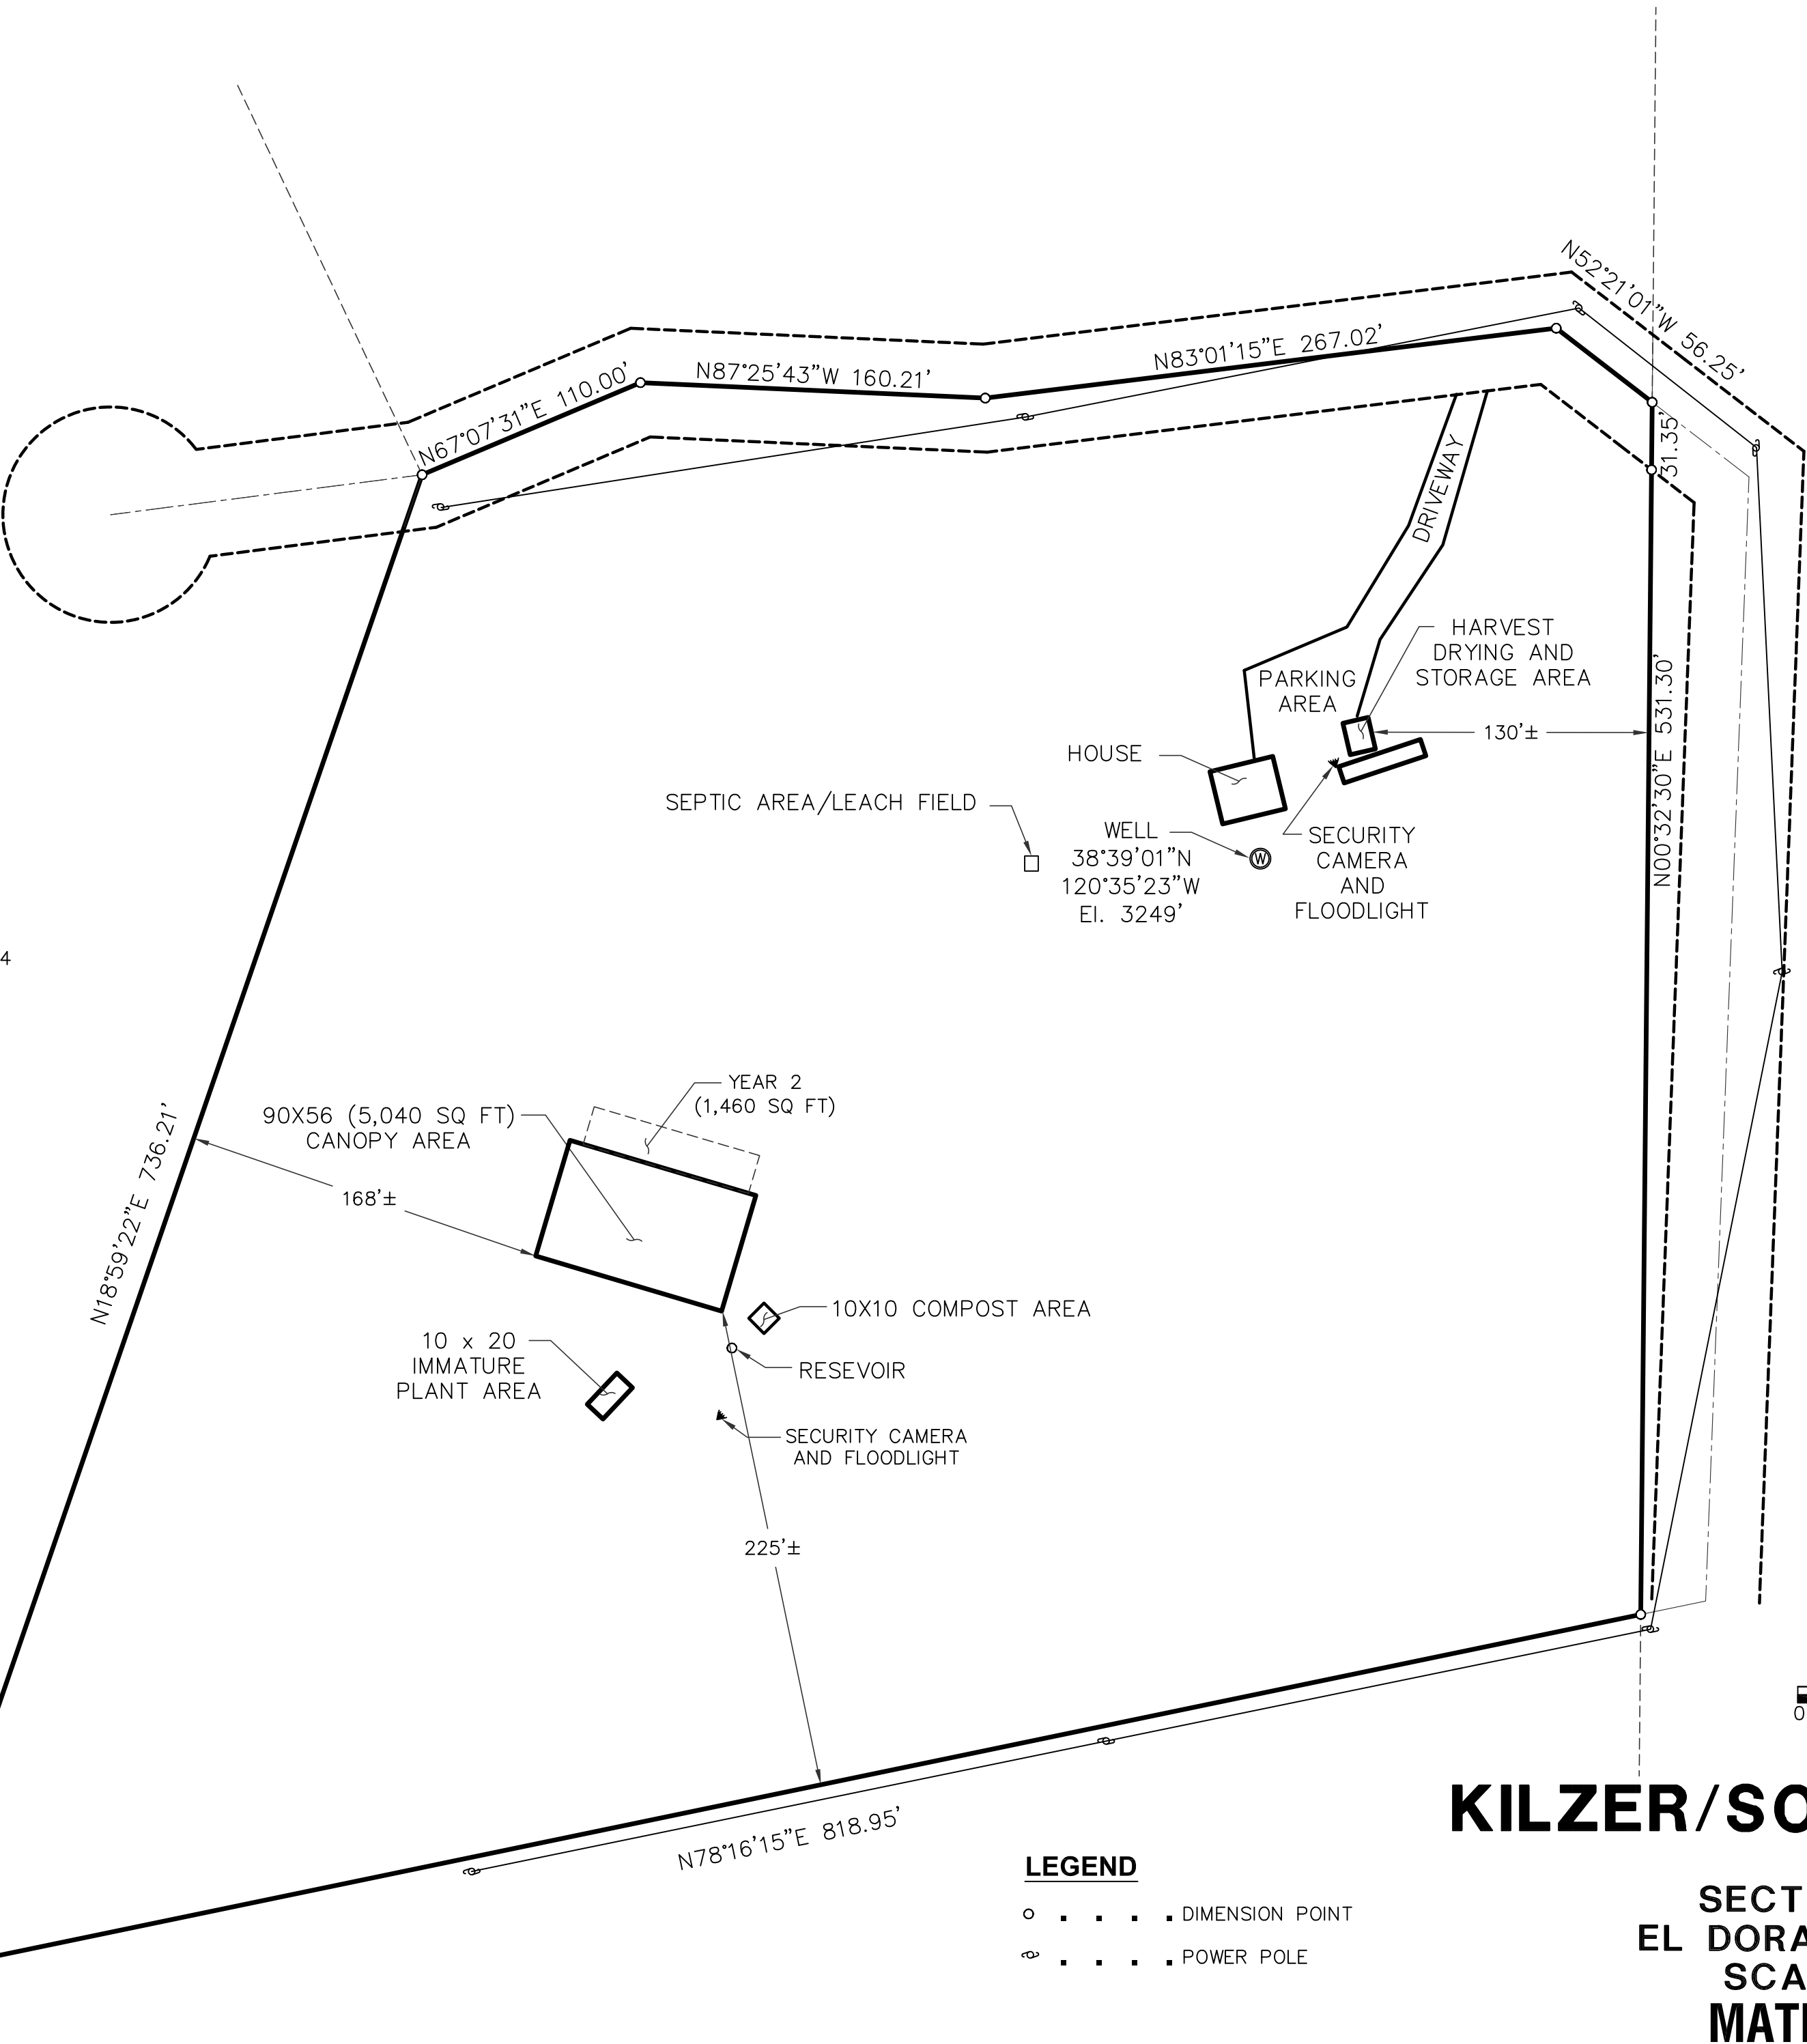 N52°21'01"W 56.25'
N83°01'15"E 267.02'
N87°25'43"W 160.21'
N67°07'31"E 110.00'
31.35'
DRIVEWAY
HARVEST
DRYING AND
STORAGE AREA
PARKING
AREA
130'±
N00°32'30"E 531.30'
HOUSE
SEPTIC AREA/LEACH FIELD
WELL
38°39'01"N
120°35'23"W
El. 3249'
W
SECURITY
CAMERA
AND
FLOODLIGHT
4
YEAR 2
(1,460 SQ FT)
90X56 (5,040 SQ FT)
CANOPY AREA
N18°59'22"E 736.21'
168'±
10X10 COMPOST AREA
10 x 20
IMMATURE
PLANT AREA
RESEVOIR
SECURITY CAMERA
AND FLOODLIGHT
225'±
0
N78°16'15"E 818.95'
KILZER/SO
LEGEND
. . . . DIMENSION POINT
. . . . POWER POLE
SECT
EL DORA
SCA